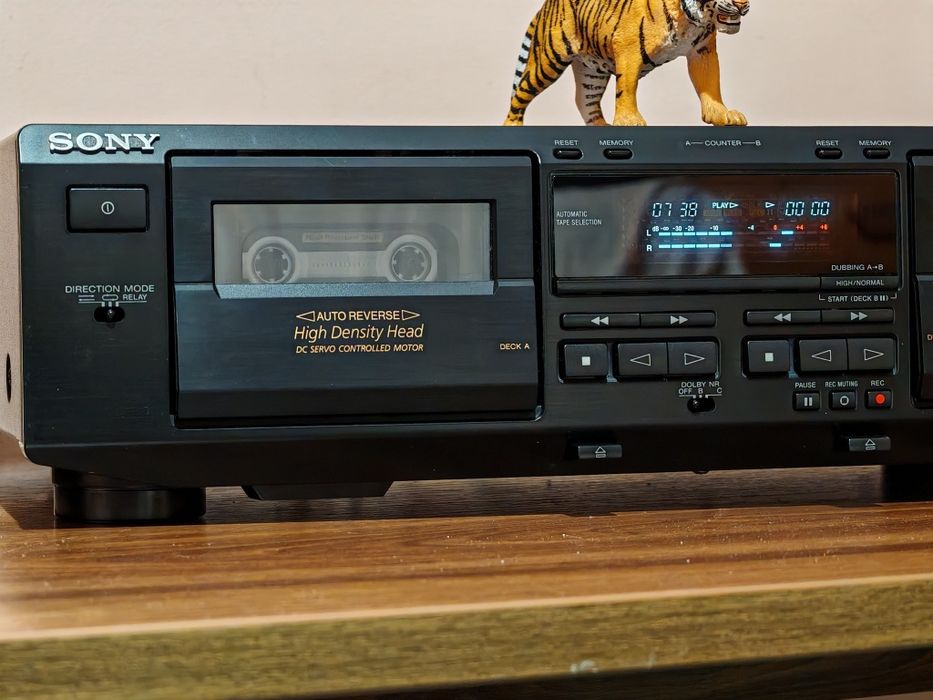 SONY
DIRECTION MODE
RELAY
AUTO REVERSE
High Density Head
DC SERVO CONTROLLED MOTOR
DECK A
RESET MEMORY A COUNTER B RESET MEMORY
AUTOMATIC
TAPE SELECTION
07 38 PLAY 00 00
dB -∞ -30 -20 -10 -4 0 +4 +8
L
R
DUBBING A→B
HIGH/NORMAL
START (DECK B II)
DOLBY NR
OFF B C
PAUSE REC MUTING REC